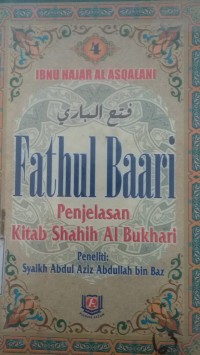 4
IBNU HAJAR AL ASQALANI
فتح الباري
Fathul Baari
Penjelasan
Kitab Shahih Al Bukhari
Peneliti:
Syaikh Abdul Aziz Abdullah bin Baz